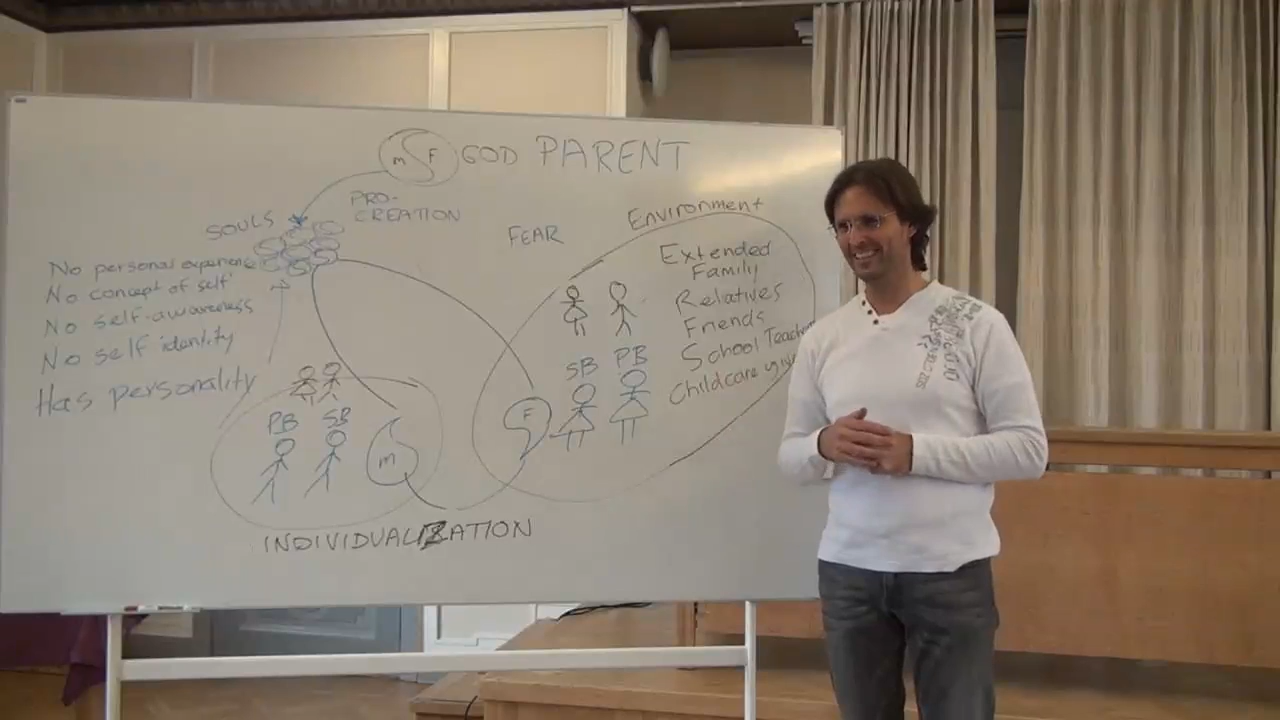 m F GOD PARENT
PRO-
CREATION
SOULS
No personal experience
No concept of self
No self-awareness
No self identity
Has personality
FEAR
Environment
Extended
Family
Relatives
Friends
School Teachers
Childcare
SB PB
F
PB SB
m
INDIVIDUALIZATION